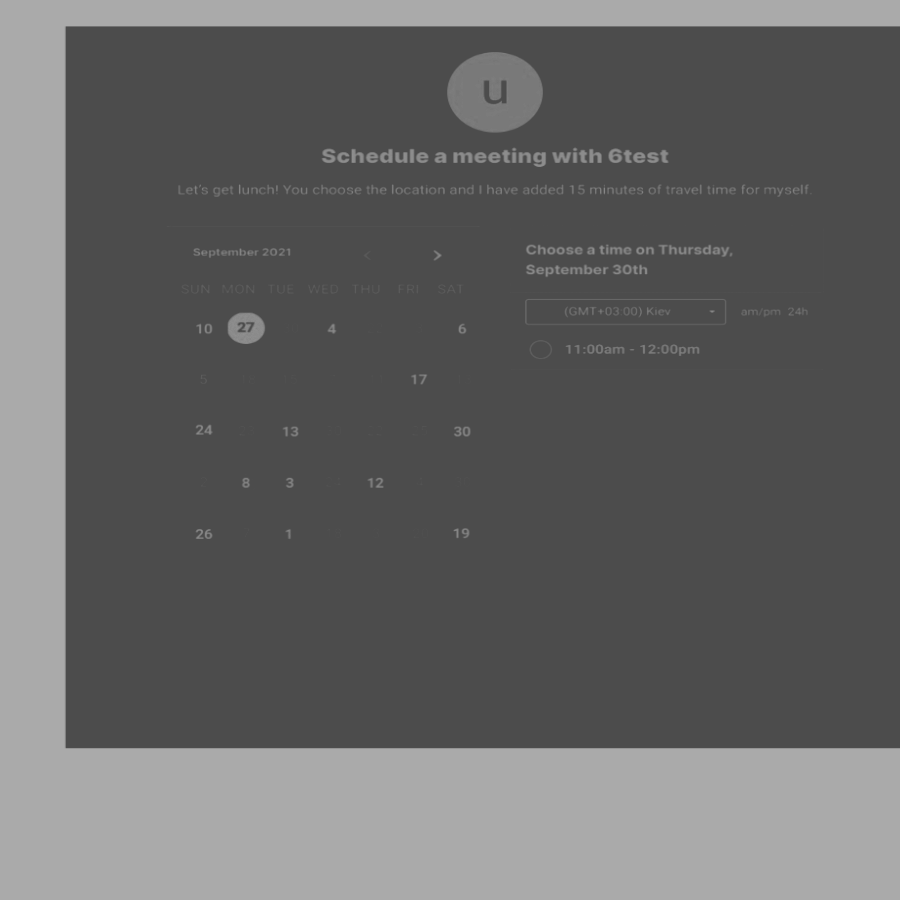 u
Schedule a meeting with 6test
Let's get lunch! You choose the location and I have added 15 minutes of travel time for myself.
September 2021 < >
SUN MON TUE WED THU FRI SAT
10 27 4 6
5 17
24 13 30
8 3 12
26 1 19
Choose a time on Thursday,
September 30th
(GMT+03:00) Kiev am/pm 24h
11:00am - 12:00pm